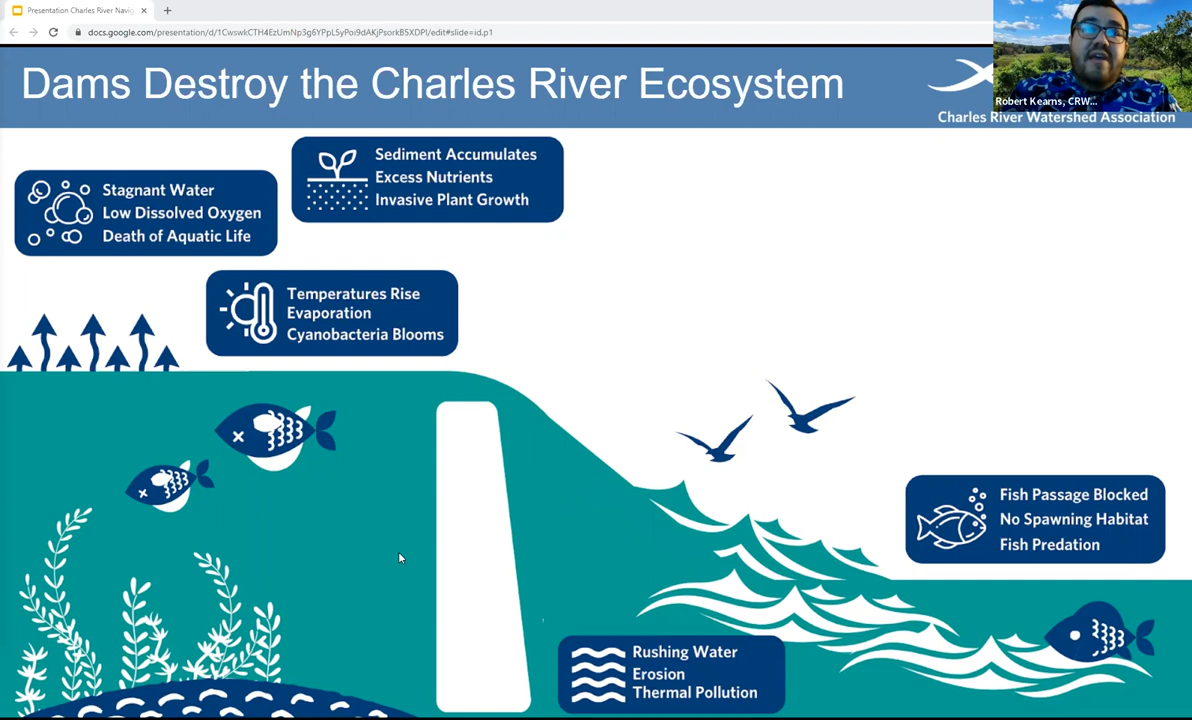 Presentation Charles River Navig
docs.google.com/presentation/d/1CwswkCTH4EzUmNp3g6YPpL5yPoi9dAKjPsorkB5XDPI/edit#slide=id.p1
Dams Destroy the Charles River Ecosystem
Robert Kearns, CRW...
Charles River Watershed Association
Sediment Accumulates
Excess Nutrients
Invasive Plant Growth
Stagnant Water
Low Dissolved Oxygen
Death of Aquatic Life
Temperatures Rise
Evaporation
Cyanobacteria Blooms
Fish Passage Blocked
No Spawning Habitat
Fish Predation
Rushing Water
Erosion
Thermal Pollution